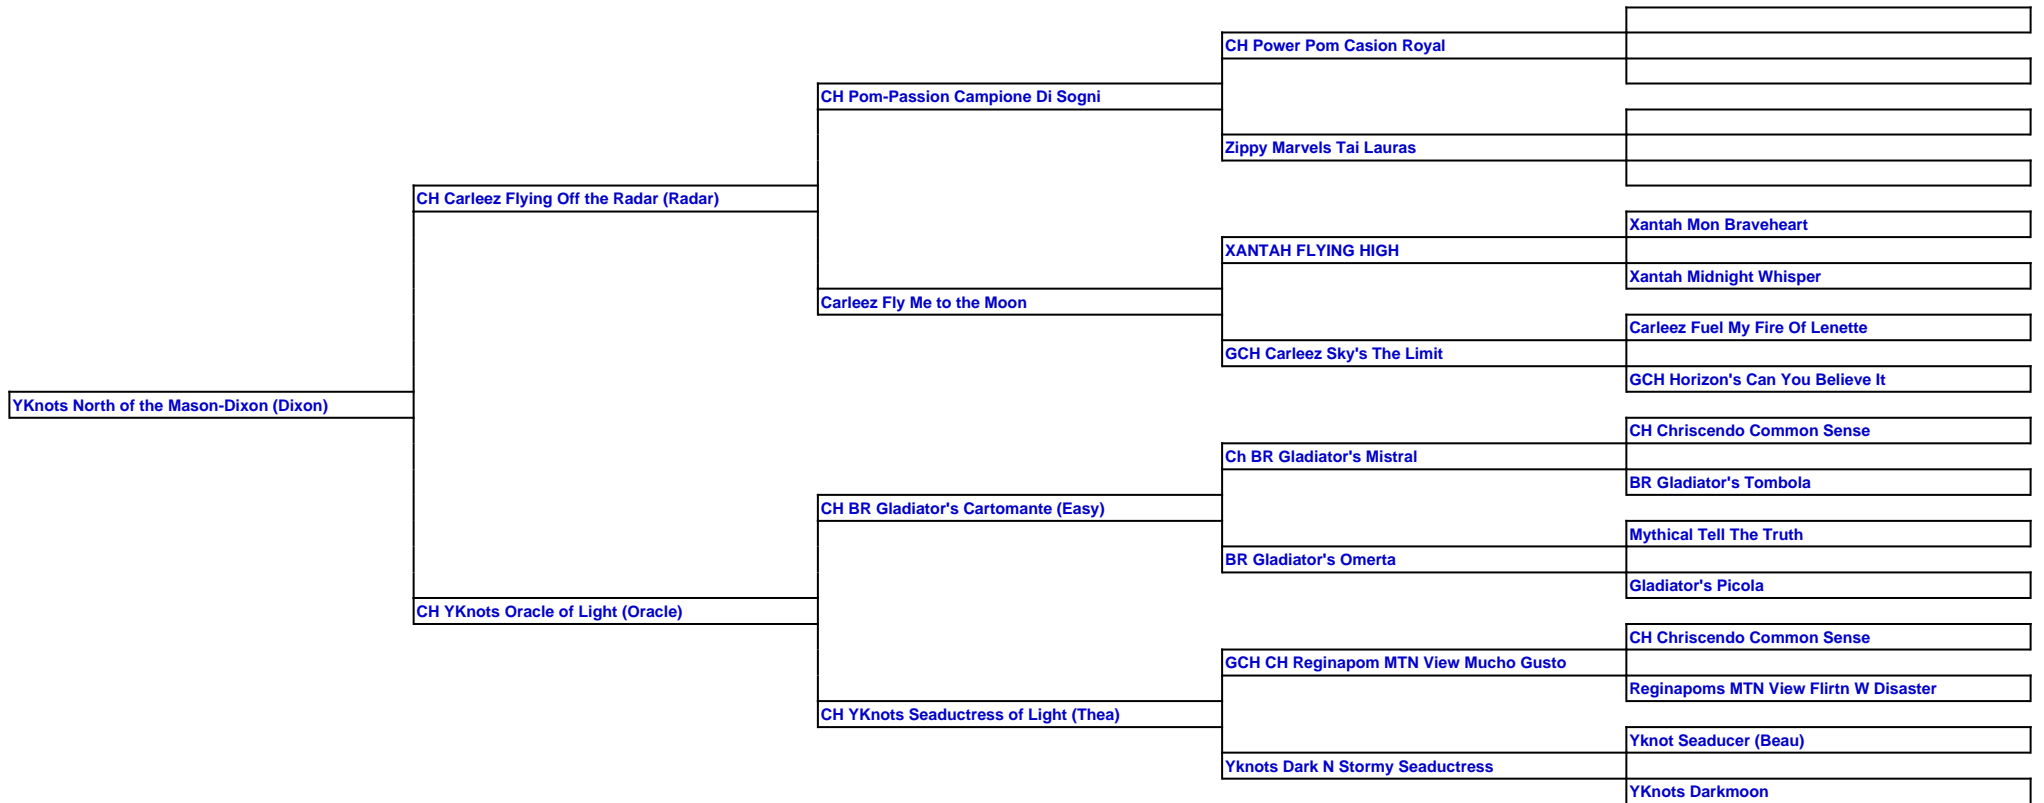 CH Power Pom Casion Royal
CH Pom-Passion Campione Di Sogni
Zippy Marvels Tai Lauras
CH Carleez Flying Off the Radar (Radar)
Xantah Mon Braveheart
XANTAH FLYING HIGH
Xantah Midnight Whisper
Carleez Fly Me to the Moon
Carleez Fuel My Fire Of Lenette
GCH Carleez Sky's The Limit
GCH Horizon's Can You Believe It
YKnots North of the Mason-Dixon (Dixon)
CH Chriscendo Common Sense
Ch BR Gladiator's Mistral
BR Gladiator's Tombola
CH BR Gladiator's Cartomante (Easy)
Mythical Tell The Truth
BR Gladiator's Omerta
Gladiator's Picola
CH YKnots Oracle of Light (Oracle)
CH Chriscendo Common Sense
GCH CH Reginapom MTN View Mucho Gusto
Reginapoms MTN View Flirtn W Disaster
CH YKnots Seaductress of Light (Thea)
Yknot Seaducer (Beau)
Yknots Dark N Stormy Seaductress
YKnots Darkmoon